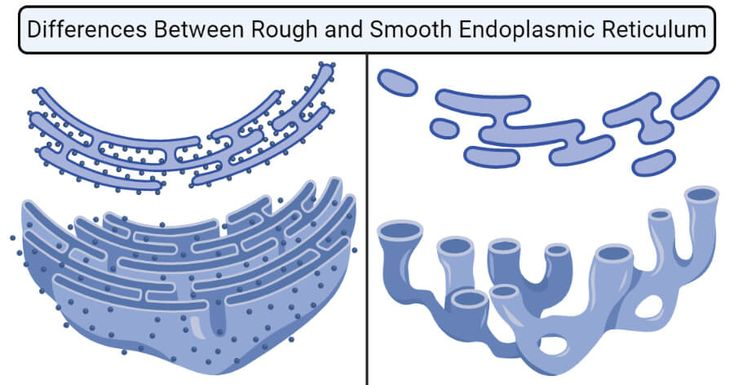 Differences Between Rough and Smooth Endoplasmic Reticulum